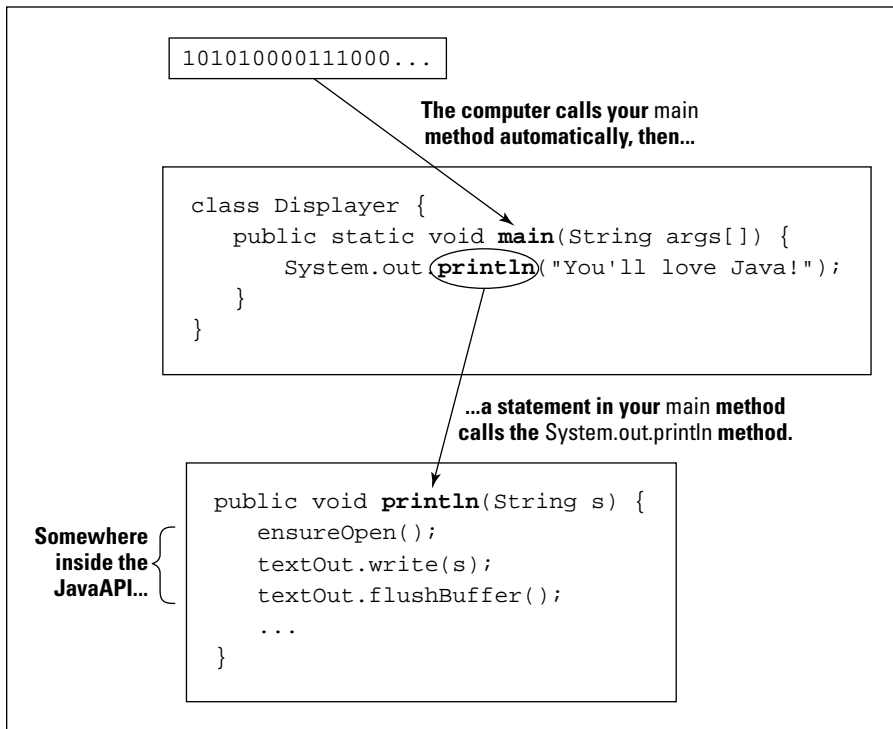 101010000111000...
The computer calls your main
method automatically, then...
class Displayer {
public static void main(String args[]) {
System.out.println("You'll love Java!");
}
}
...a statement in your main method
calls the System.out.println method.
public void println(String s) {
Somewhere
inside the
JavaAPI...
ensureOpen();
textOut.write(s);
textOut.flushBuffer();
...
}